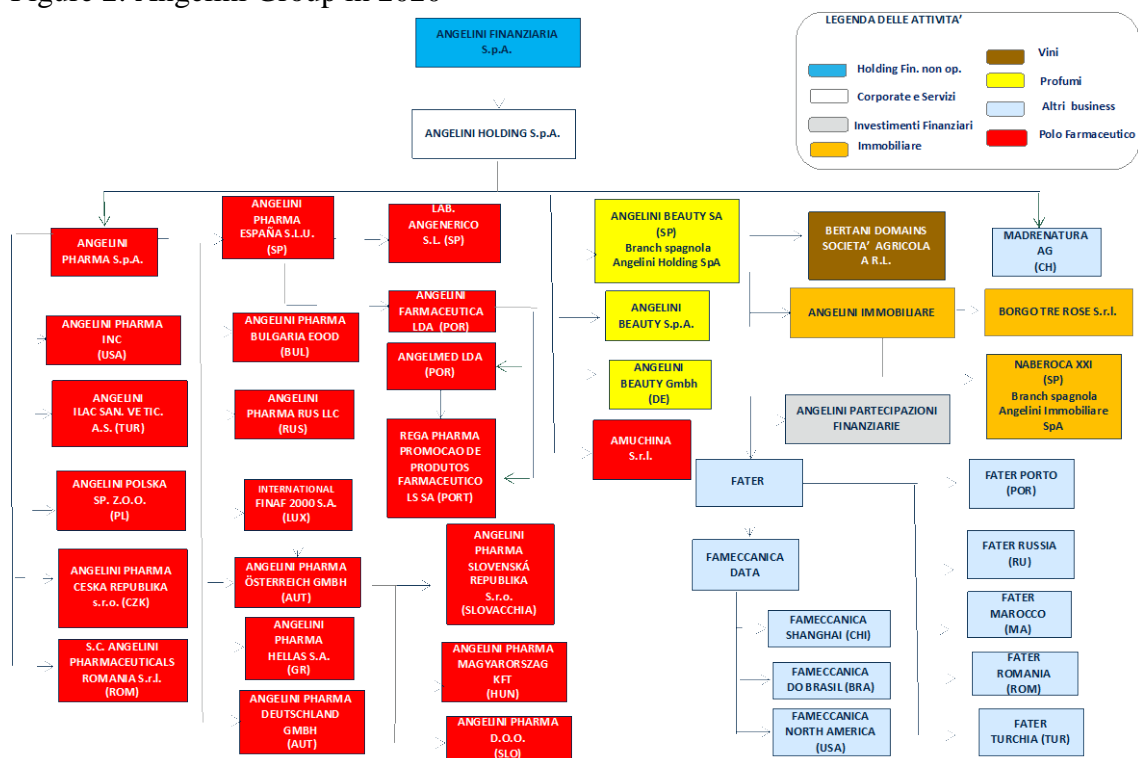 Figure 2: Angelini Group in 2020
ANGELINI FINANZIARIA
S.p.A.
LEGENDA DELLE ATTIVITA’
Holding Fin. non op.
Corporate e Servizi
Investimenti Finanziari
Immobiliare
Vini
Profumi
Altri business
Polo Farmaceutico
ANGELINI HOLDING S.p.A.
ANGELINI
PHARMA S.p.A.
ANGELINI
PHARMA
ESPAÑA S.L.U.
(SP)
LAB.
ANGENERICO
S.L. (SP)
ANGELINI BEAUTY SA
(SP)
Branch spagnola
Angelini Holding SpA
BERTANI DOMAINS
SOCIETA’ AGRICOLA
A R.L.
MADRENATURA
AG
(CH)
ANGELINI PHARMA
INC
(USA)
ANGELINI PHARMA
BULGARIA EOOD
(BUL)
ANGELINI
FARMACEUTICA
LDA (POR)
ANGELINI
BEAUTY S.p.A.
ANGELINI IMMOBILIARE
BORGO TRE ROSE S.r.l.
ANGELINI
ILAC SAN. VE TIC.
A.S. (TUR)
ANGELINI
PHARMA RUS LLC
(RUS)
ANGELMED LDA
(POR)
ANGELINI
BEAUTY Gmbh
(DE)
ANGELINI PARTECIPAZIONI
FINANZIARIE
NABEROCA XXI
(SP)
Branch spagnola
Angelini Immobiliare
SpA
REGA PHARMA
PROMOCAO DE
PRODUTOS
FARMACEUTICO
LS SA (PORT)
AMUCHINA
S.r.l.
ANGELINI POLSKA
SP. Z.O.O.
(PL)
INTERNATIONAL
FINAF 2000 S.A.
(LUX)
FATER
FATER PORTO
(POR)
ANGELINI PHARMA
CESKA REPUBLIKA
s.r.o. (CZK)
ANGELINI PHARMA
ÖSTERREICH GMBH
(AUT)
ANGELINI
PHARMA
SLOVENSKÁ
REPUBLIKA
S.r.o.
(SLOVACCHIA)
FAMECCANICA
DATA
FATER RUSSIA
(RU)
S.C. ANGELINI
PHARMACEUTICALS
ROMANIA S.r.l.
(ROM)
ANGELINI
PHARMA
HELLAS S.A.
(GR)
ANGELINI PHARMA
MAGYARORSZAG
KFT
(HUN)
FAMECCANICA
SHANGHAI (CHI)
FATER
MAROCCO
(MA)
FAMECCANICA
DO BRASIL (BRA)
FATER
ROMANIA
(ROM)
ANGELINI PHARMA
DEUTSCHLAND
GMBH
(AUT)
ANGELINI PHARMA
D.O.O.
(SLO)
FAMECCANICA
NORTH AMERICA
(USA)
FATER
TURCHIA (TUR)